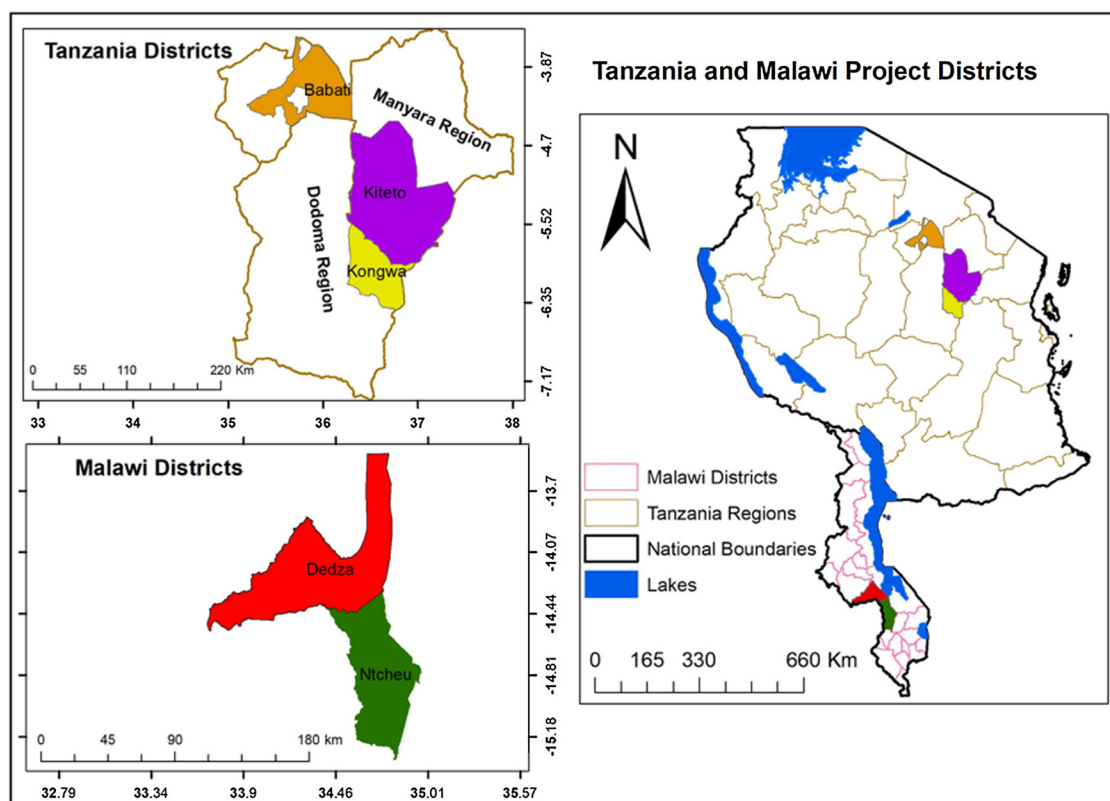 Tanzania Districts
Babati
Manyara Region
Kiteto
Dodoma Region
Kongwa
0 55 110 220 Km
-3.87
-4.7
-5.52
-6.35
-7.17
33 34 35 36 37 38
Malawi Districts
Dedza
Ntcheu
0 45 90 180 km
-13.7
-14.07
-14.44
-14.81
-15.18
32.79 33.34 33.9 34.46 35.01 35.57
Tanzania and Malawi Project Districts
N
Malawi Districts
Tanzania Regions
National Boundaries
Lakes
0 165 330 660 Km